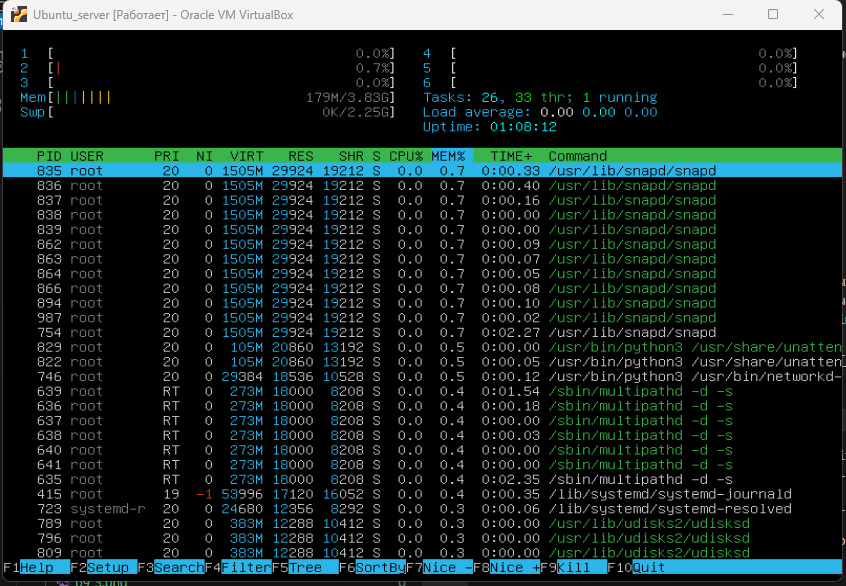 Ubuntu_server [Работает] - Oracle VM VirtualBox
1 [ 0.0%] 4 [ 0.0%]
2 [| 0.7%] 5 [ 0.0%]
3 [ 0.0%] 6 [ 0.0%]
Mem[||||||| 179M/3.83G] Tasks: 26, 33 thr; 1 running
Swp[ 0K/2.25G] Load average: 0.00 0.00 0.00
Uptime: 01:08:12
PID USER PRI NI VIRT RES SHR S CPU% MEM% TIME+ Command
835 root 20 0 1505M 29924 19212 S 0.0 0.7 0:00.33 /usr/lib/snapd/snapd
836 root 20 0 1505M 29924 19212 S 0.0 0.7 0:00.40 /usr/lib/snapd/snapd
837 root 20 0 1505M 29924 19212 S 0.0 0.7 0:00.16 /usr/lib/snapd/snapd
838 root 20 0 1505M 29924 19212 S 0.0 0.7 0:00.00 /usr/lib/snapd/snapd
839 root 20 0 1505M 29924 19212 S 0.0 0.7 0:00.00 /usr/lib/snapd/snapd
862 root 20 0 1505M 29924 19212 S 0.0 0.7 0:00.09 /usr/lib/snapd/snapd
863 root 20 0 1505M 29924 19212 S 0.0 0.7 0:00.07 /usr/lib/snapd/snapd
864 root 20 0 1505M 29924 19212 S 0.0 0.7 0:00.05 /usr/lib/snapd/snapd
866 root 20 0 1505M 29924 19212 S 0.0 0.7 0:00.08 /usr/lib/snapd/snapd
894 root 20 0 1505M 29924 19212 S 0.0 0.7 0:00.10 /usr/lib/snapd/snapd
987 root 20 0 1505M 29924 19212 S 0.0 0.7 0:00.02 /usr/lib/snapd/snapd
754 root 20 0 1505M 29924 19212 S 0.0 0.7 0:02.27 /usr/lib/snapd/snapd
829 root 20 0 105M 20860 13192 S 0.0 0.5 0:00.00 /usr/bin/python3 /usr/share/unatten
822 root 20 0 105M 20860 13192 S 0.0 0.5 0:00.05 /usr/bin/python3 /usr/share/unatten
746 root 20 0 29384 18536 10528 S 0.0 0.5 0:00.12 /usr/bin/python3 /usr/bin/networkd-
639 root RT 0 273M 18000 8208 S 0.0 0.4 0:01.54 /sbin/multipathd -d -s
636 root RT 0 273M 18000 8208 S 0.0 0.4 0:00.18 /sbin/multipathd -d -s
637 root RT 0 273M 18000 8208 S 0.0 0.4 0:00.00 /sbin/multipathd -d -s
638 root RT 0 273M 18000 8208 S 0.0 0.4 0:00.03 /sbin/multipathd -d -s
640 root RT 0 273M 18000 8208 S 0.0 0.4 0:00.00 /sbin/multipathd -d -s
641 root RT 0 273M 18000 8208 S 0.0 0.4 0:00.00 /sbin/multipathd -d -s
635 root RT 0 273M 18000 8208 S 0.0 0.4 0:02.35 /sbin/multipathd -d -s
415 root 19 -1 53996 17120 16052 S 0.0 0.4 0:00.35 /lib/systemd/systemd-journald
723 systemd-r 20 0 24680 12356 8292 S 0.0 0.3 0:00.06 /lib/systemd/systemd-resolved
789 root 20 0 383M 12288 10412 S 0.0 0.3 0:00.00 /usr/lib/udisks2/udisksd
796 root 20 0 383M 12288 10412 S 0.0 0.3 0:00.00 /usr/lib/udisks2/udisksd
809 root 20 0 383M 12288 10412 S 0.0 0.3 0:00.00 /usr/lib/udisks2/udisksd
F1Help F2Setup F3SearchF4FilterF5Tree F6SortByF7Nice -F8Nice +F9Kill F10Quit